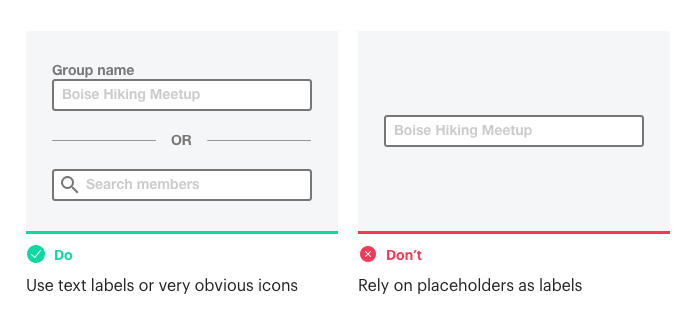 Group name
Boise Hiking Meetup
OR
Search members
Do
Use text labels or very obvious icons
Boise Hiking Meetup
Don't
Rely on placeholders as labels